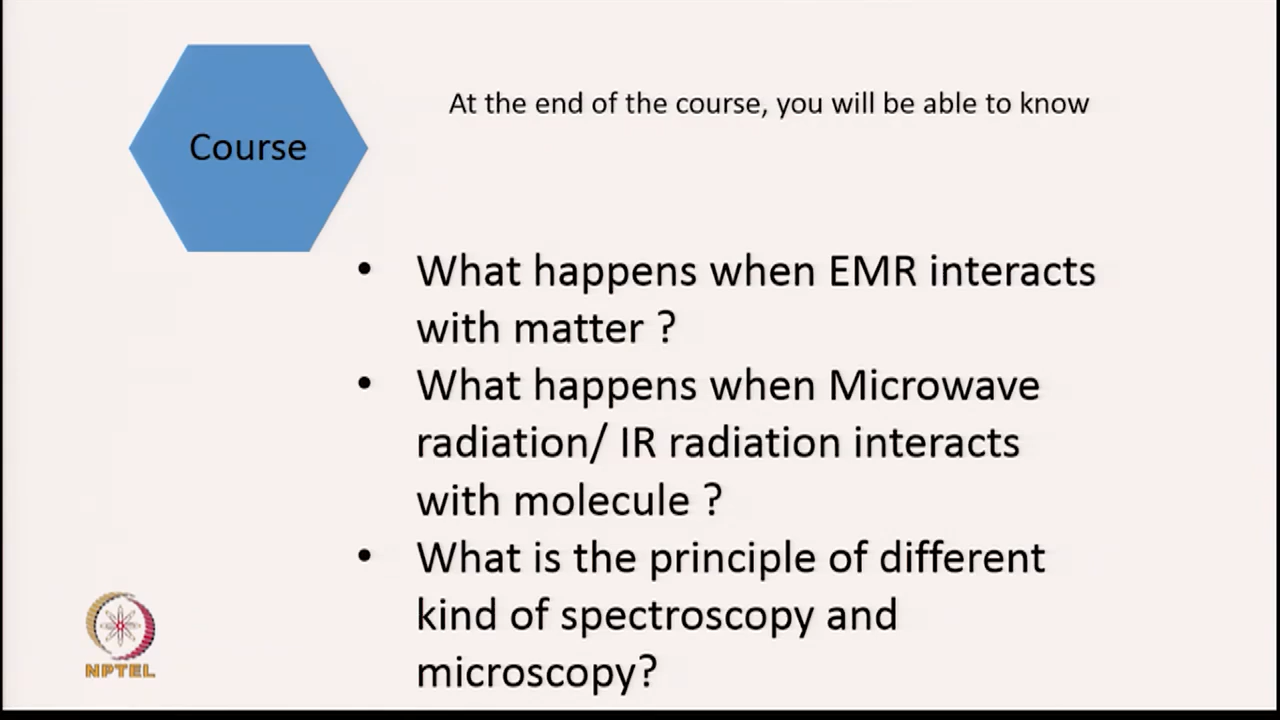 Course
At the end of the course, you will be able to know
• What happens when EMR interacts
with matter ?
• What happens when Microwave
radiation/ IR radiation interacts
with molecule ?
• What is the principle of different
kind of spectroscopy and
microscopy?
NPTEL